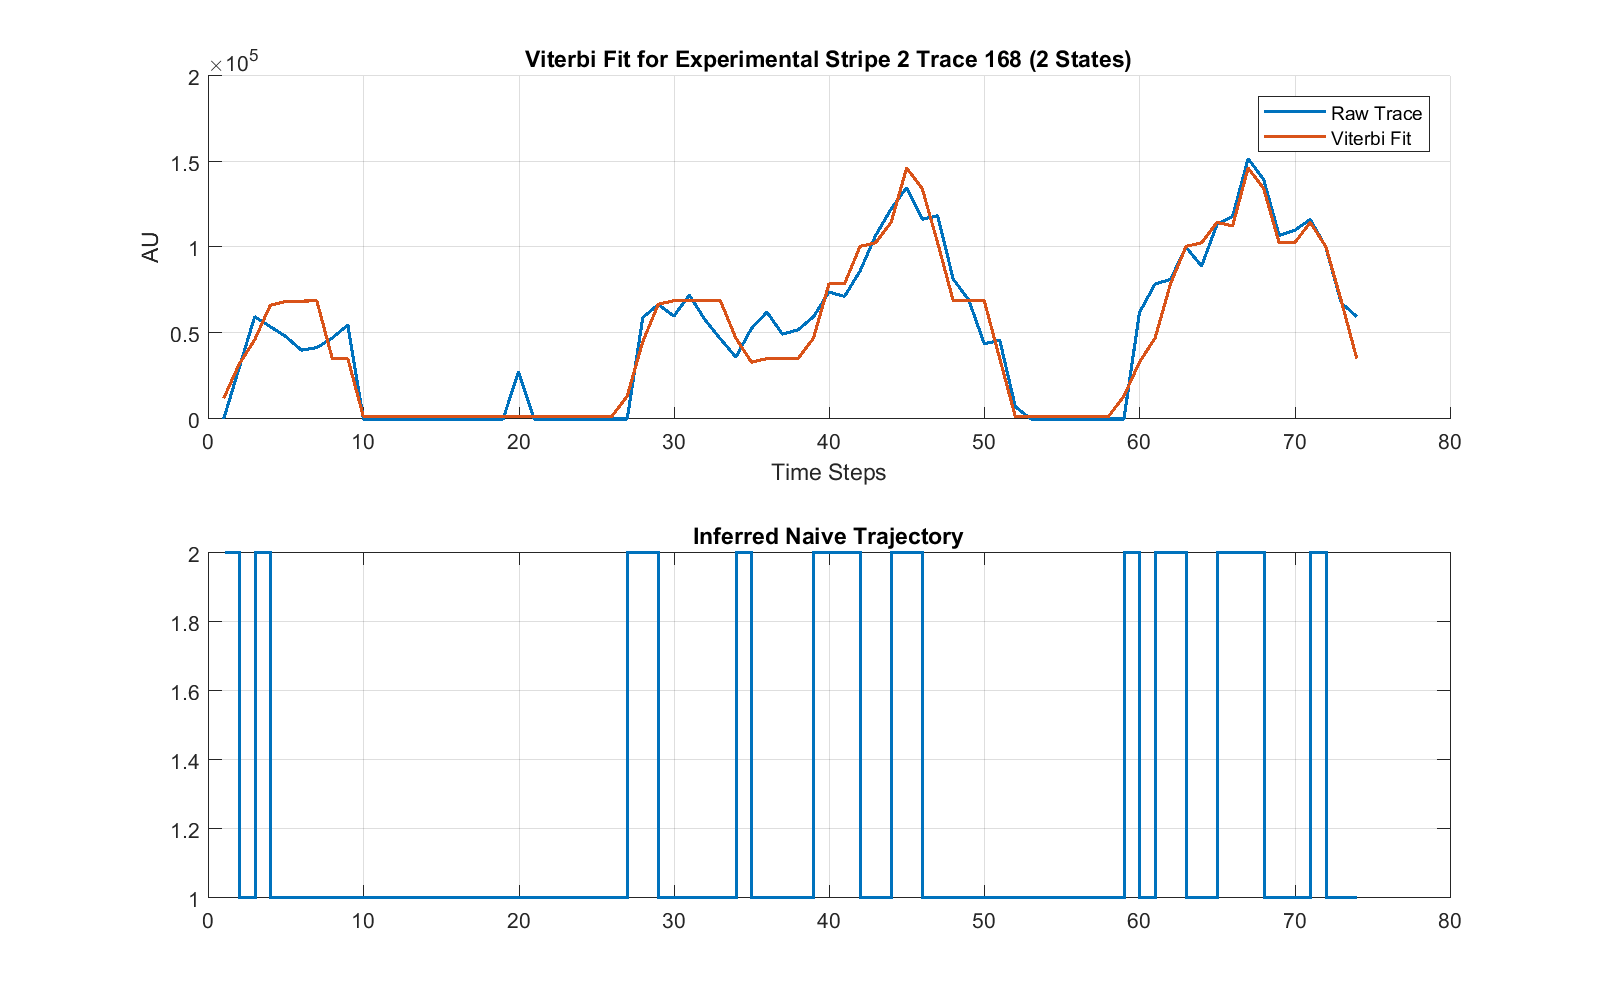 Viterbi Fit for Experimental Stripe 2 Trace 168 (2 States)
×10^5
2
1.5
1
0.5
0
AU
Raw Trace
Viterbi Fit
0 10 20 30 40 50 60 70 80
Time Steps
Inferred Naive Trajectory
2
1.8
1.6
1.4
1.2
1
0 10 20 30 40 50 60 70 80